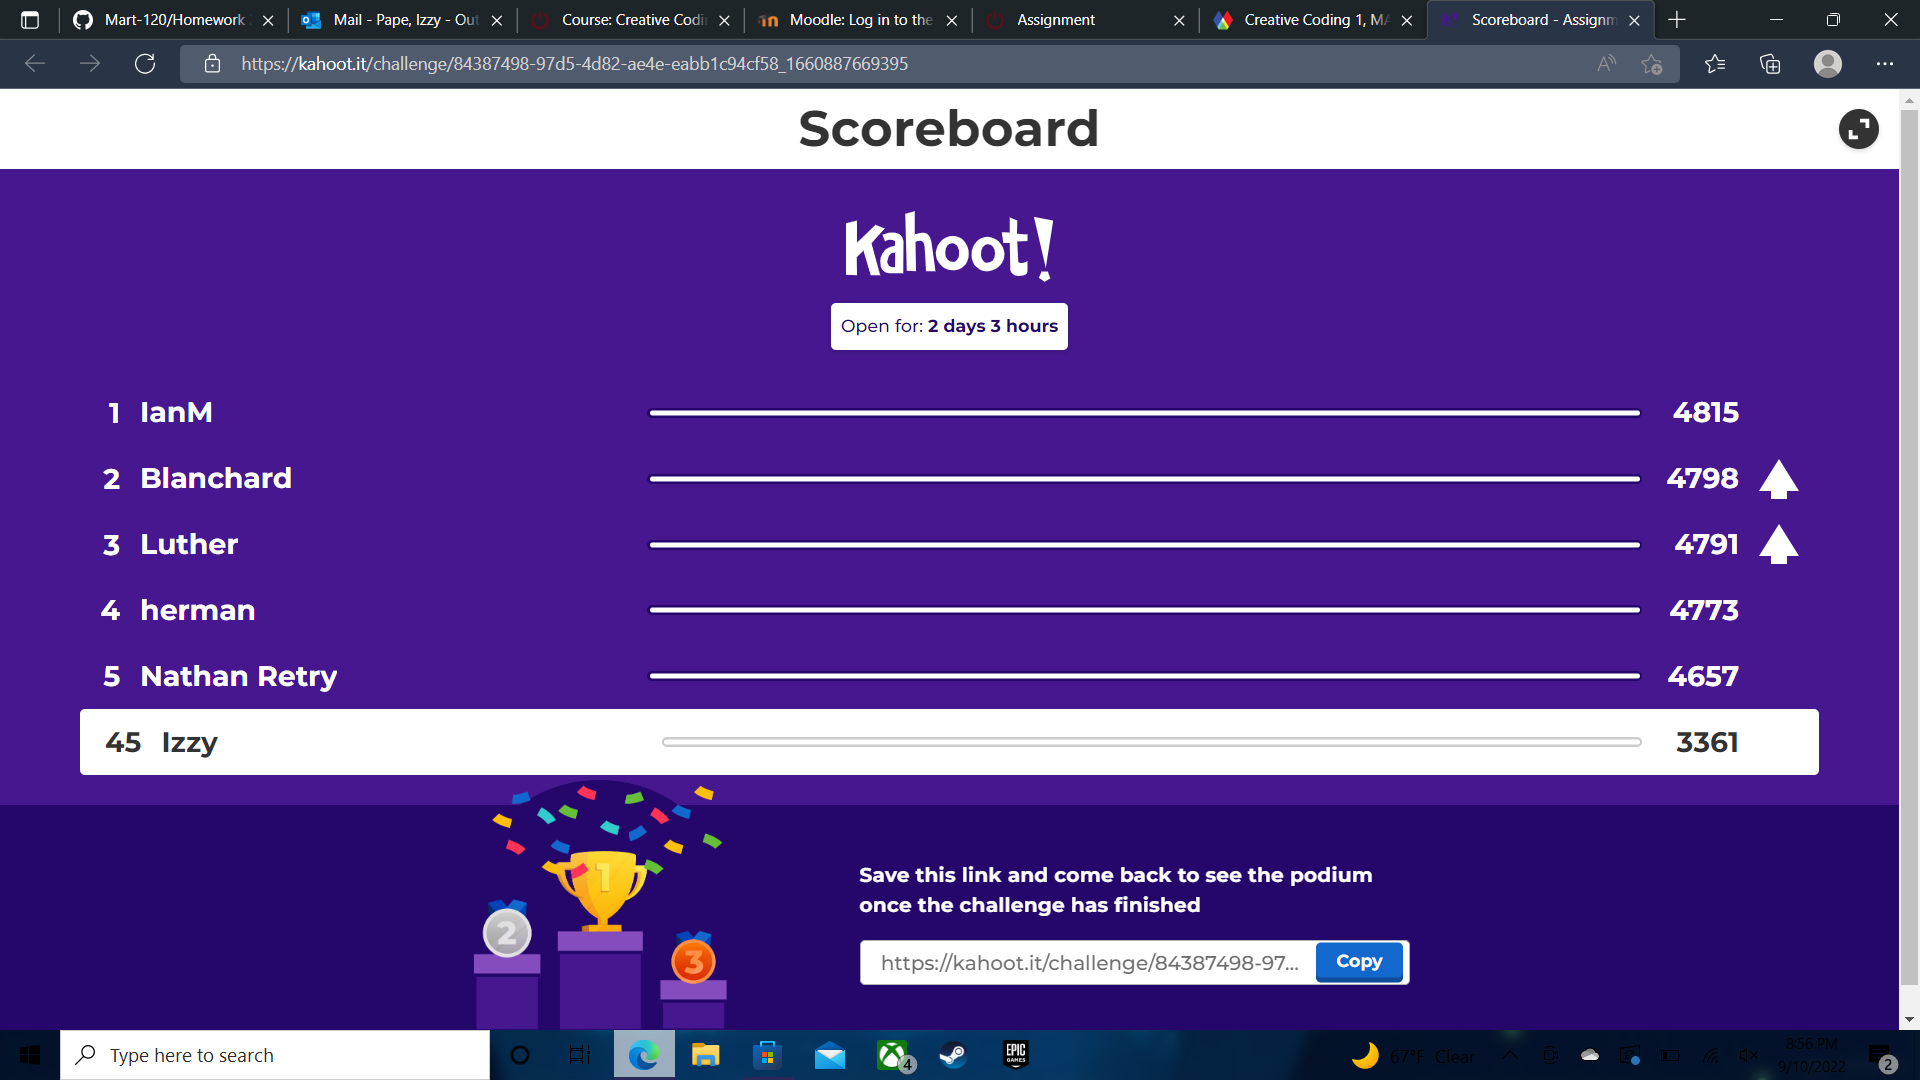 Mart-120/Homework
Mail - Pape, Izzy - Out
Course: Creative Codi
Moodle: Log in to the
Assignment
Creative Coding 1, MA
Scoreboard - Assignm
https://kahoot.it/challenge/84387498-97d5-4d82-ae4e-eabb1c94cf58_1660887669395
Scoreboard
Kahoot!
Open for: 2 days 3 hours
1 IanM 4815
2 Blanchard 4798
3 Luther 4791
4 herman 4773
5 Nathan Retry 4657
45 Izzy 3361
1
2
3
Save this link and come back to see the podium
once the challenge has finished
https://kahoot.it/challenge/84387498-97... Copy
Type here to search
4
EPIC
GAMES
67°F Clear
8:56 PM
9/10/2022
2